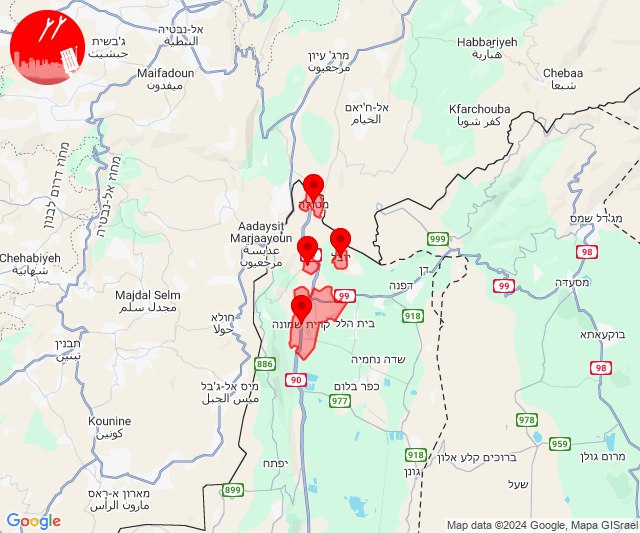 אל-נבטיה
النبطية
ג'בשית
جبشيت
Maifadoun
ميفدون
מרג' עיון
مرجعيون
Habbariyeh
هبارية
Chebaa
شبعا
אל-ח'יאם
الخيام
Kfarchouba
كفر شوبا
מחוז דרום לבנון
מחוז אל-נבטיה
מטולה
מג'דל שמס
Aadaysit
Marjaayoun
عديسة
مرجعيون
999
98
Chehabiyeh
شهابية
דן
99
מסעדה
דפנה
Majdal Selm
مجدل سلم
99
חולא
حولا
918
קרית שמונה
בית הלל
בוקעאתא
תבנין
تبنين
886
שדה נחמיה
98
מיס אל-ג'בל
ميس الجبل
90
כפר בלום
977
Kounine
كونين
978
959
918
ברוכים קלע אלון
מרום גולן
יפתח
גונן
899
שעל
מארון א-ראס
مارون الراس
Google
Map data ©2024 Google, Mapa GISrael